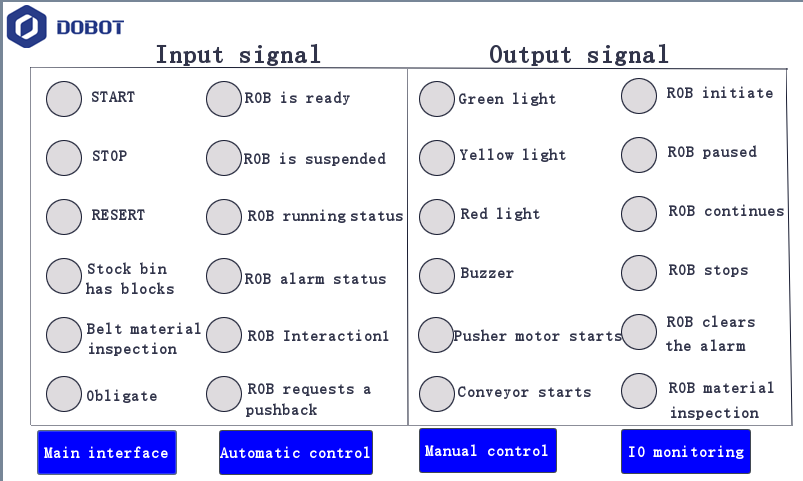 DOBOT
Input signal
Output signal
START
ROB is ready
Green light
ROB initiate
STOP
ROB is suspended
Yellow light
ROB paused
RESERT
ROB running status
Red light
ROB continues
Stock bin
has blocks
ROB alarm status
Buzzer
ROB stops
Belt material
inspection
ROB Interaction1
Pusher motor starts
ROB clears
the alarm
Obligate
ROB requests a
pushback
Conveyor starts
ROB material
inspection
Main interface
Automatic control
Manual control
IO monitoring